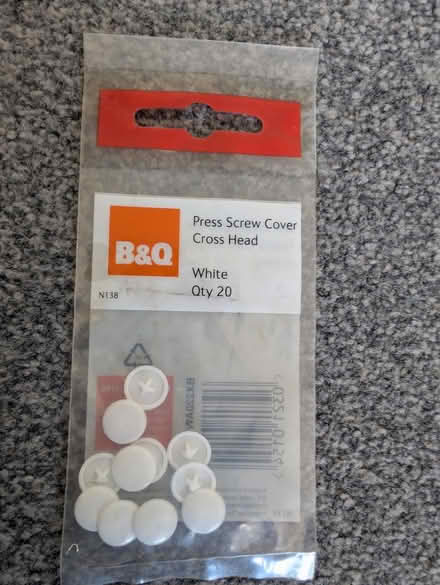 Press Screw Cover
Cross Head
B&Q
White
N138
Qty 20